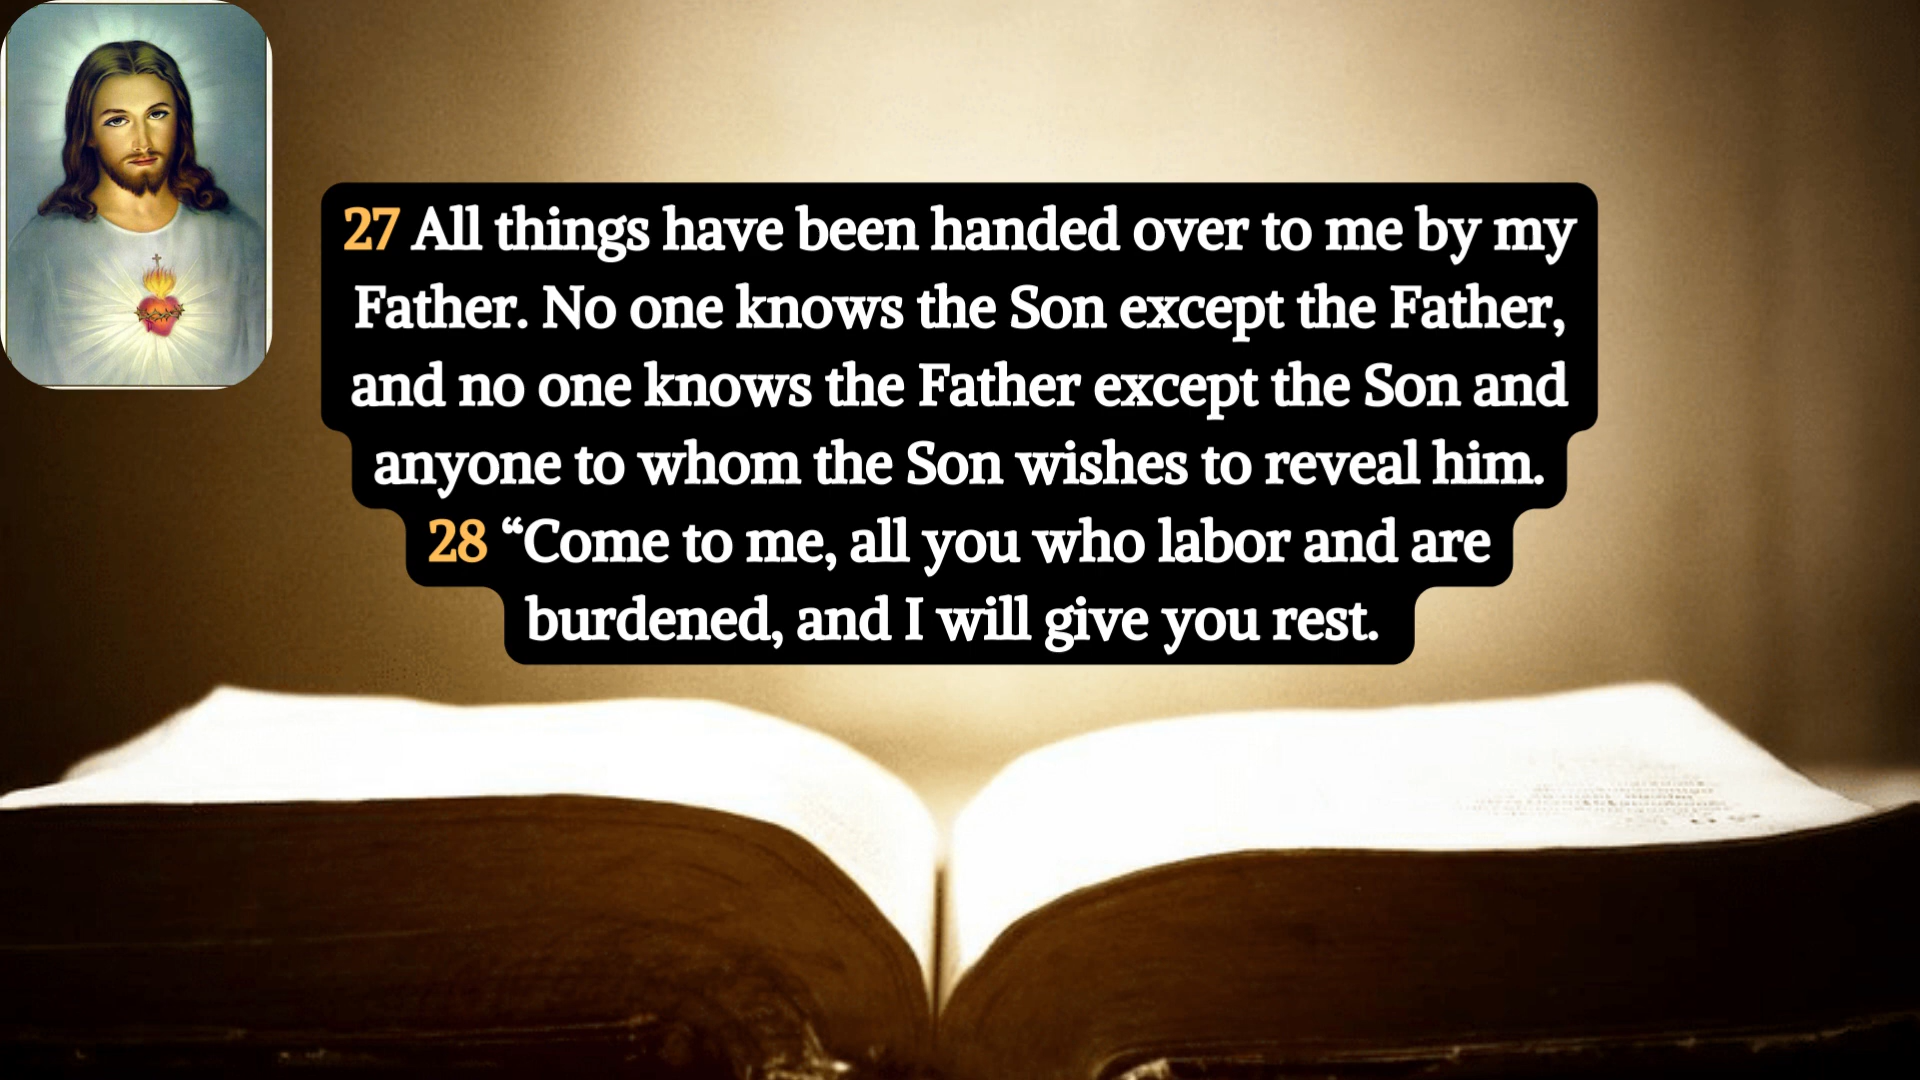 27 All things have been handed over to me by my
Father. No one knows the Son except the Father,
and no one knows the Father except the Son and
anyone to whom the Son wishes to reveal him.
28 “Come to me, all you who labor and are
burdened, and I will give you rest.